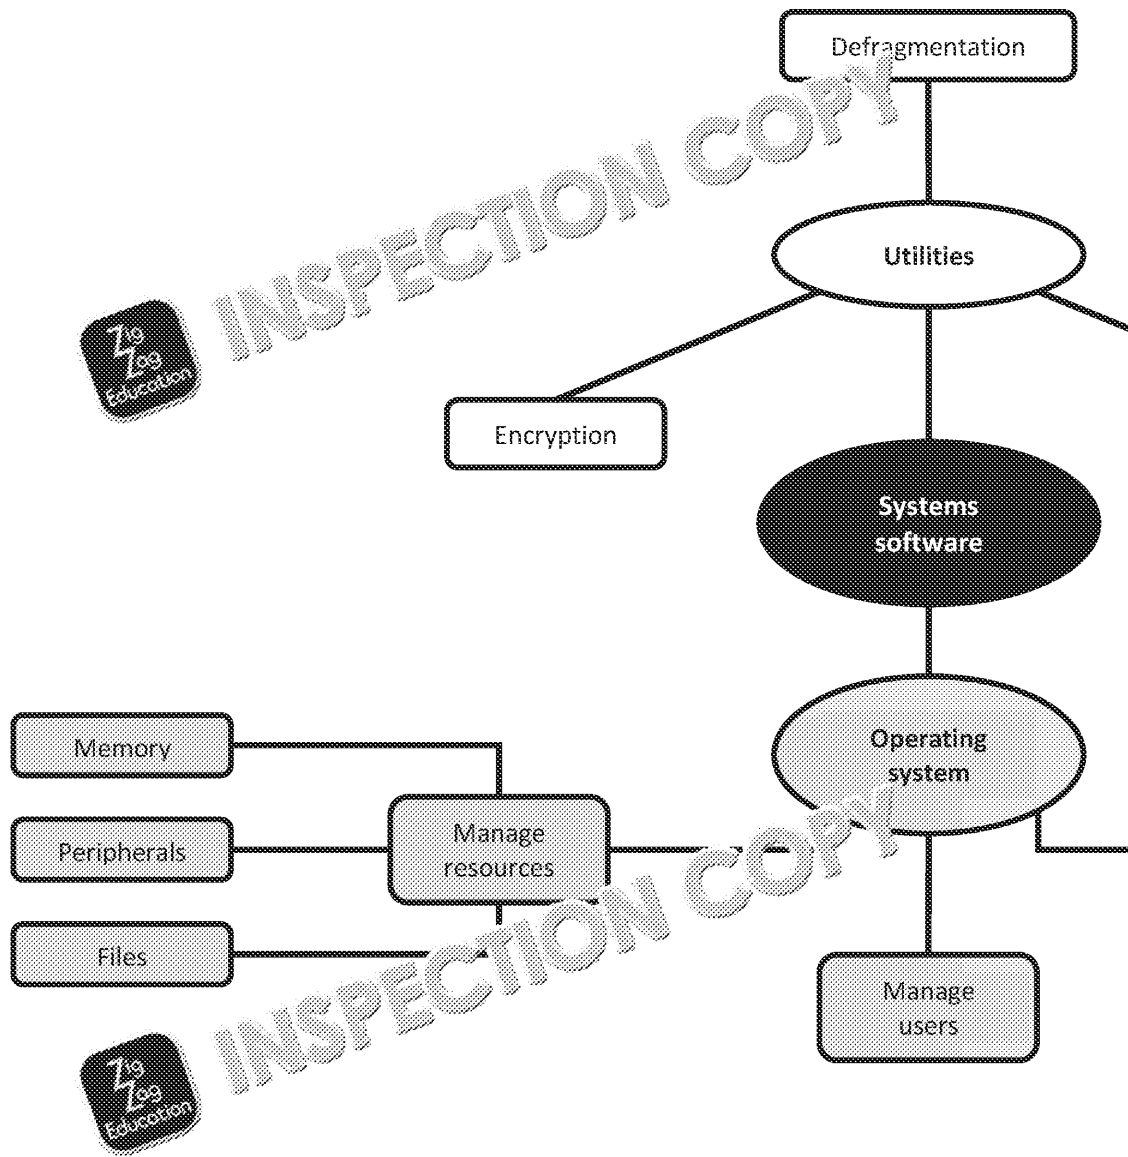 Defragmentation
INSPECTION COPY
Utilities
Zig
Zag
Education
Encryption
Systems
software
Operating
system
Memory
Manage
resources
Peripherals
INSPECTION COPY
Files
Manage
users
Zig
Zag
Education